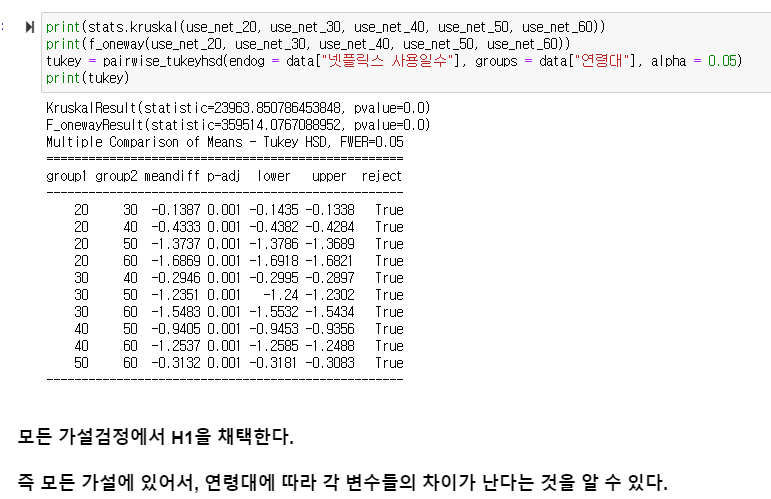 print(stats.kruskal(use_net_20, use_net_30, use_net_40, use_net_50, use_net_60))
print(f_oneway(use_net_20, use_net_30, use_net_40, use_net_50, use_net_60))
tukey = pairwise_tukeyhsd(endog = data["넷플릭스 사용일수"], groups = data["연령대"], alpha = 0.05)
print(tukey)
KruskalResult(statistic=23963.850786453848, pvalue=0.0)
F_onewayResult(statistic=359514.0767088952, pvalue=0.0)
Multiple Comparison of Means - Tukey HSD, FWER=0.05
===================================================
group1 group2 meandiff p-adj lower upper reject
---------------------------------------------------
20 30 -0.1387 0.001 -0.1435 -0.1338 True
20 40 -0.4333 0.001 -0.4382 -0.4284 True
20 50 -1.3737 0.001 -1.3786 -1.3689 True
20 60 -1.6869 0.001 -1.6918 -1.6821 True
30 40 -0.2946 0.001 -0.2995 -0.2897 True
30 50 -1.2351 0.001 -1.24 -1.2302 True
30 60 -1.5483 0.001 -1.5532 -1.5434 True
40 50 -0.9405 0.001 -0.9453 -0.9356 True
40 60 -1.2537 0.001 -1.2585 -1.2488 True
50 60 -0.3132 0.001 -0.3181 -0.3083 True
---------------------------------------------------
모든 가설검정에서 H1을 채택한다.
즉 모든 가설에 있어서, 연령대에 따라 각 변수들의 차이가 난다는 것을 알 수 있다.